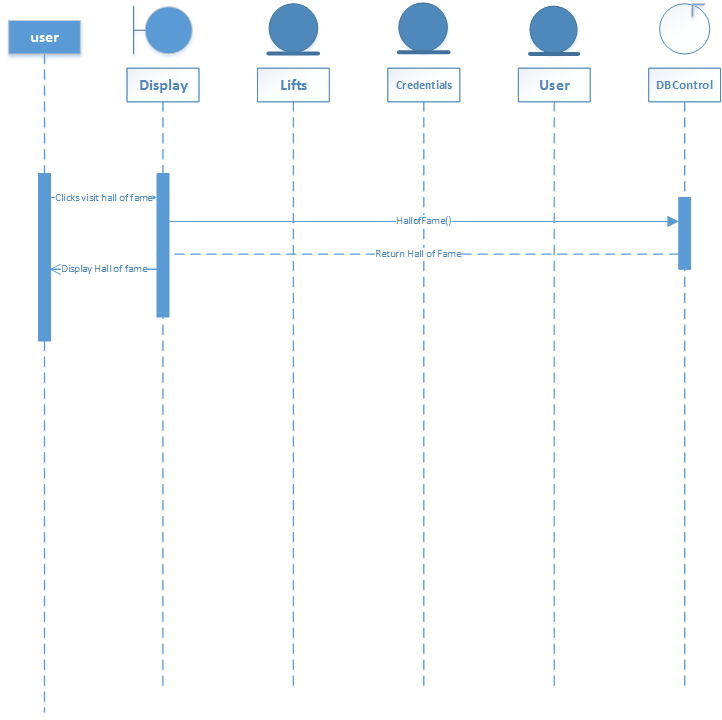 user
Display
Lifts
Credentials
User
DBControl
Clicks visit hall of fame
HallofFame()
Return Hall of Fame
Display Hall of fame